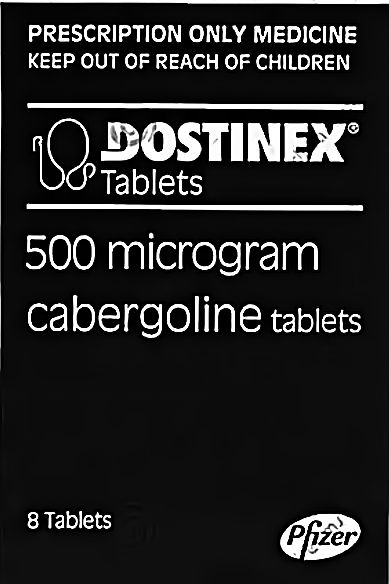 PRESCRIPTION ONLY MEDICINE
KEEP OUT OF REACH OF CHILDREN
DOSTINEX®
Tablets
500 microgram
cabergoline tablets
8 Tablets
Pfizer